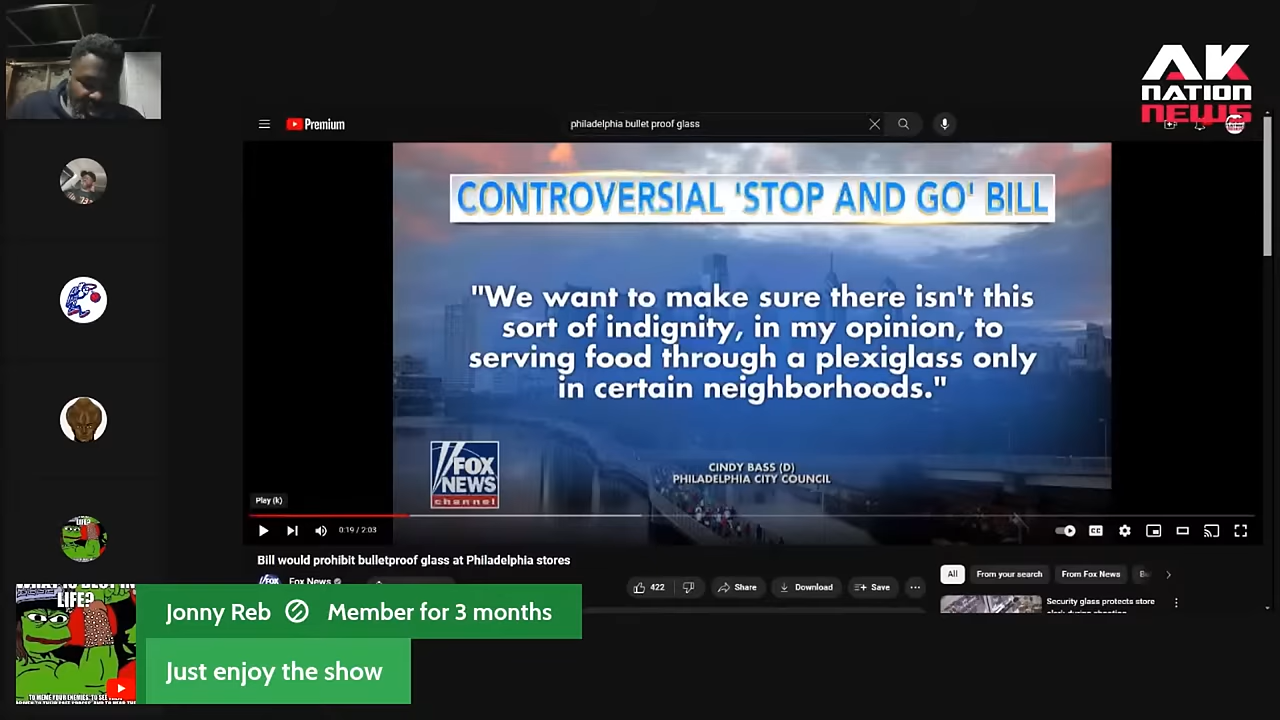 AK
NATION
NEWS
Premium
philadelphia bullet proof glass
CONTROVERSIAL 'STOP AND GO' BILL
"We want to make sure there isn't this
sort of indignity, in my opinion, to
serving food through a plexiglass only
in certain neighborhoods."
CINDY BASS (D)
PHILADELPHIA CITY COUNCIL
FOX
NEWS
channel
Play (k)
0:19 / 2:03
CC
Bill would prohibit bulletproof glass at Philadelphia stores
FOX
Fox News
422
Share
Download
Save
All
From your search
From Fox News
Security glass protects store
LIFE?
LIFE?
Jonny Reb
Member for 3 months
Just enjoy the show